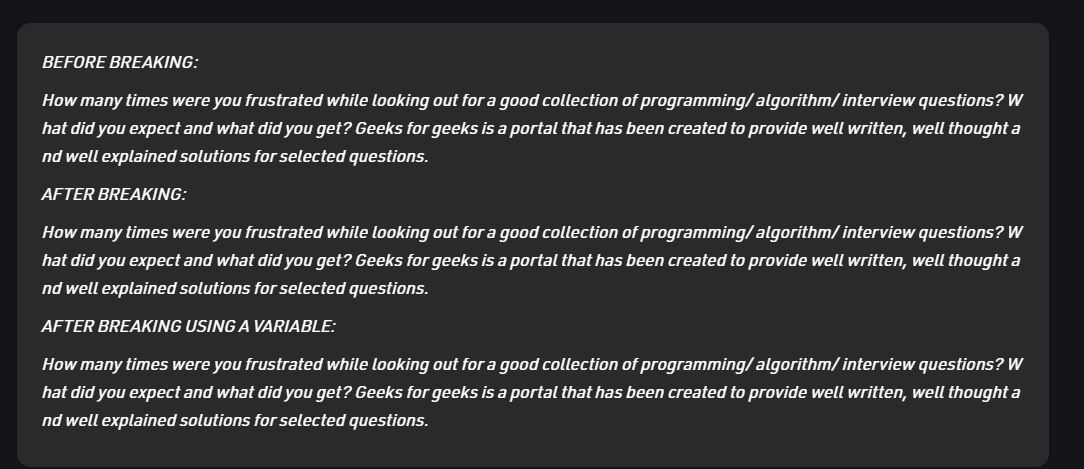 BEFORE BREAKING:
How many times were you frustrated while looking out for a good collection of programming/ algorithm/ interview questions? W
hat did you expect and what did you get? Geeks for geeks is a portal that has been created to provide well written, well thought a
nd well explained solutions for selected questions.
AFTER BREAKING:
How many times were you frustrated while looking out for a good collection of programming/ algorithm/ interview questions? W
hat did you expect and what did you get? Geeks for geeks is a portal that has been created to provide well written, well thought a
nd well explained solutions for selected questions.
AFTER BREAKING USING A VARIABLE:
How many times were you frustrated while looking out for a good collection of programming/ algorithm/ interview questions? W
hat did you expect and what did you get? Geeks for geeks is a portal that has been created to provide well written, well thought a
nd well explained solutions for selected questions.